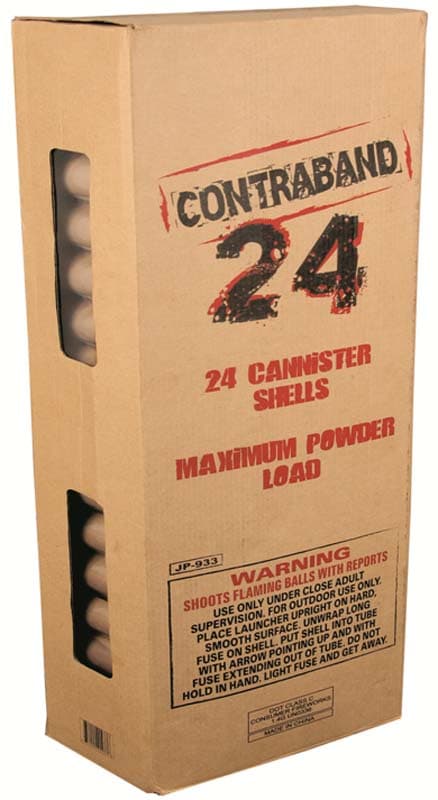 CONTRABAND
24
24 CANNISTER
SHELLS
MAXIMUM POWDER
LOAD
JP-933
WARNING
SHOOTS FLAMING BALLS WITH REPORTS
USE ONLY UNDER CLOSE ADULT
SUPERVISION. FOR OUTDOOR USE ONLY.
PLACE LAUNCHER UPRIGHT ON HARD,
SMOOTH SURFACE. UNWRAP LONG
FUSE ON SHELL. PUT SHELL INTO TUBE
WITH ARROW POINTING UP AND WITH
FUSE EXTENDING OUT OF TUBE. DO NOT
HOLD IN HAND. LIGHT FUSE AND GET AWAY.
DOT CLASS C
CONSUMER FIREWORKS
1.4G UN0336
MADE IN CHINA